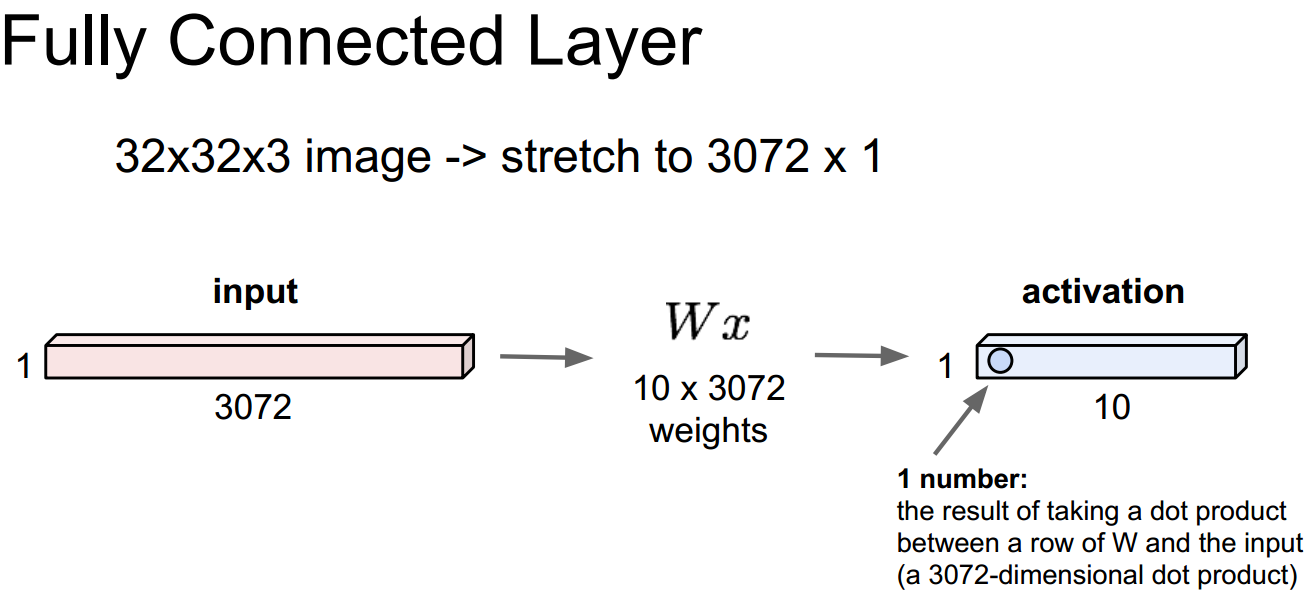 Fully Connected Layer
32x32x3 image -> stretch to 3072 x 1
input
1
3072
Wx
10 x 3072
weights
activation
1
10
1 number:
the result of taking a dot product
between a row of W and the input
(a 3072-dimensional dot product)